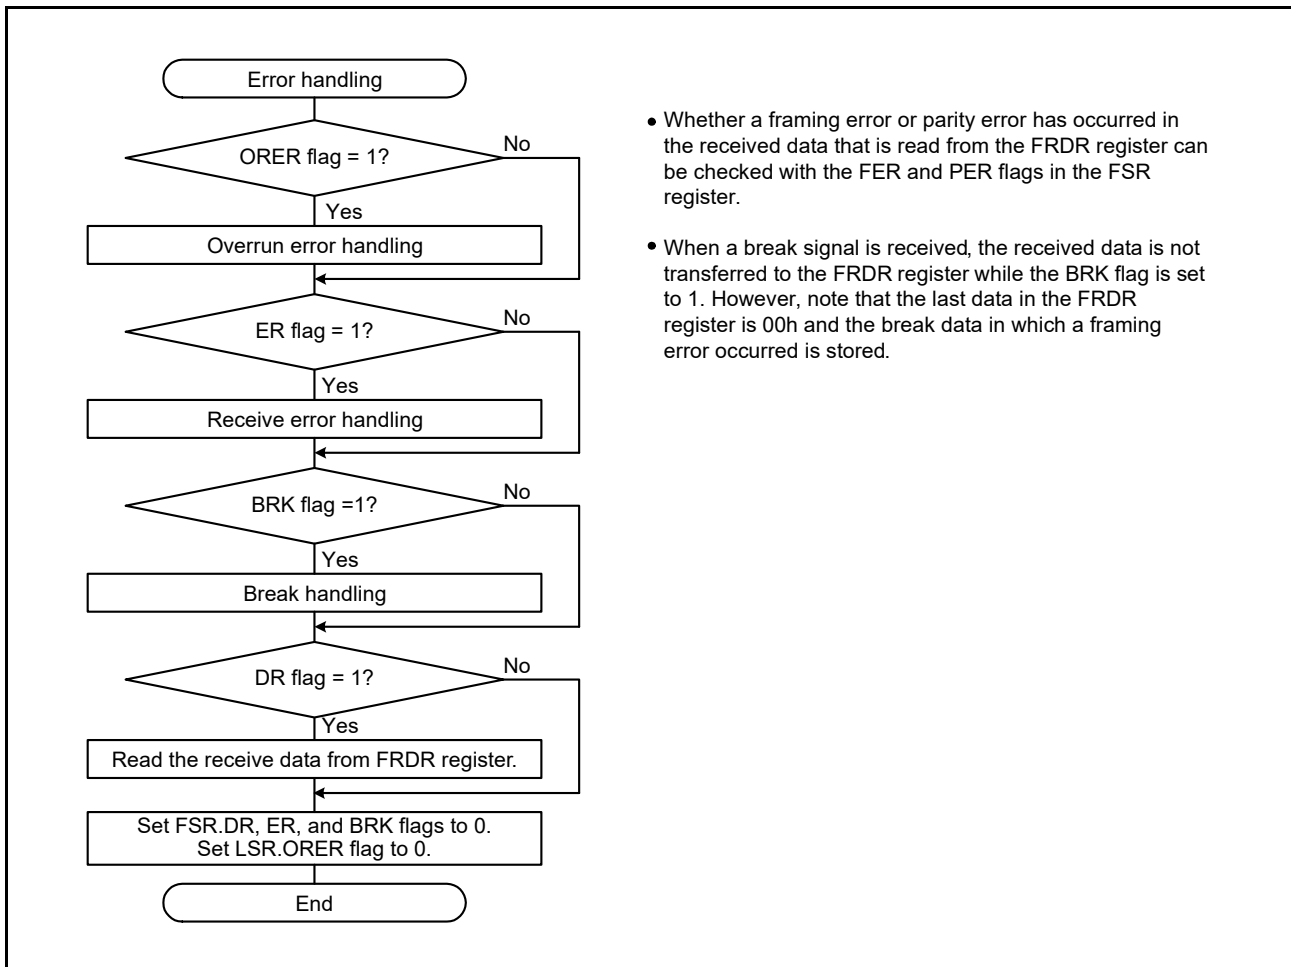 Error handling
ORER flag = 1?
No
Yes
Overrun error handling
ER flag = 1?
No
Yes
Receive error handling
BRK flag =1?
No
Yes
Break handling
DR flag = 1?
No
Yes
Read the receive data from FRDR register.
Set FSR.DR, ER, and BRK flags to 0.
Set LSR.ORER flag to 0.
End
• Whether a framing error or parity error has occurred in
the received data that is read from the FRDR register can
be checked with the FER and PER flags in the FSR
register.
• When a break signal is received, the received data is not
transferred to the FRDR register while the BRK flag is set
to 1. However, note that the last data in the FRDR
register is 00h and the break data in which a framing
error occurred is stored.